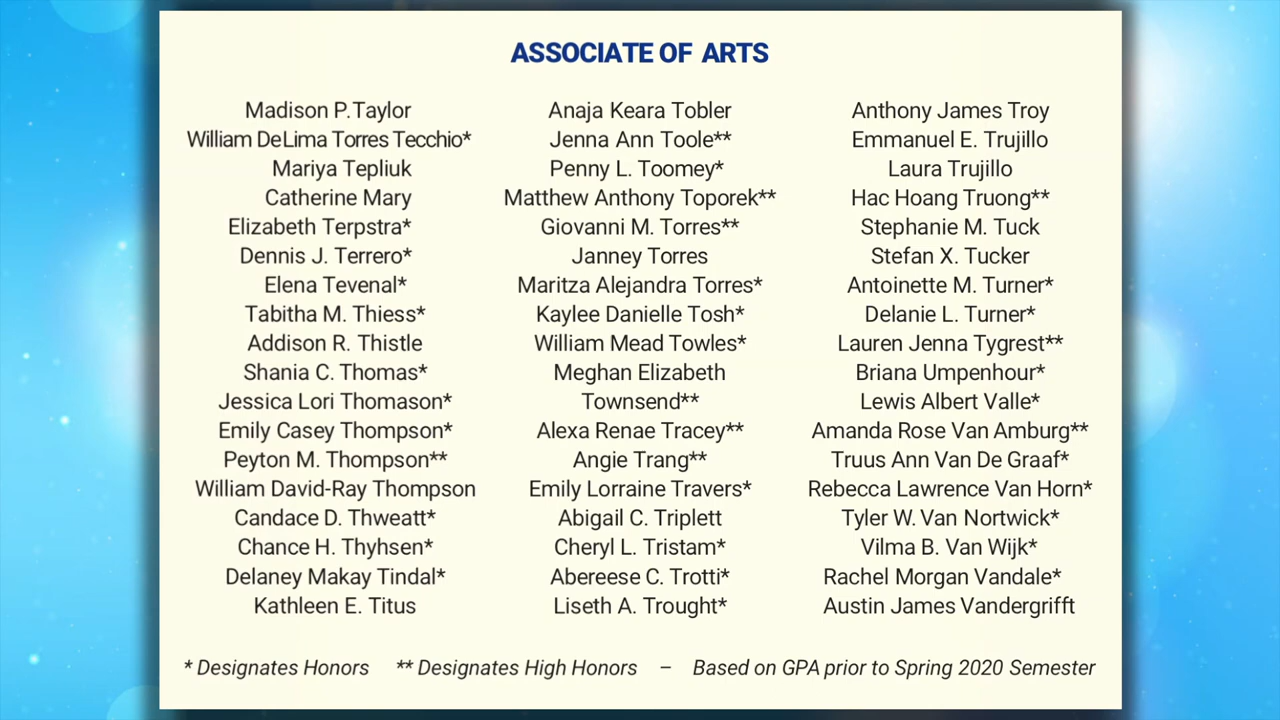 ASSOCIATE OF ARTS
Madison P. Taylor
William DeLima Torres Tecchio*
Mariya Tepliuk
Catherine Mary
Elizabeth Terpstra*
Dennis J. Terrero*
Elena Tevenal*
Tabitha M. Thiess*
Addison R. Thistle
Shania C. Thomas*
Jessica Lori Thomason*
Emily Casey Thompson*
Peyton M. Thompson**
William David-Ray Thompson
Candace D. Thweatt*
Chance H. Thyhsen*
Delaney Makay Tindal*
Kathleen E. Titus
Anaja Keara Tobler
Jenna Ann Toole**
Penny L. Toomey*
Matthew Anthony Toporek**
Giovanni M. Torres**
Janney Torres
Maritza Alejandra Torres*
Kaylee Danielle Tosh*
William Mead Towles*
Meghan Elizabeth
Townsend**
Alexa Renae Tracey**
Angie Trang**
Emily Lorraine Travers*
Abigail C. Triplett
Cheryl L. Tristam*
Abereese C. Trotti*
Liseth A. Trought*
Anthony James Troy
Emmanuel E. Trujillo
Laura Trujillo
Hac Hoang Truong**
Stephanie M. Tuck
Stefan X. Tucker
Antoinette M. Turner*
Delanie L. Turner*
Lauren Jenna Tygrest**
Briana Umpenhour*
Lewis Albert Valle*
Amanda Rose Van Amburg**
Truus Ann Van De Graaf*
Rebecca Lawrence Van Horn*
Tyler W. Van Nortwick*
Vilma B. Van Wijk*
Rachel Morgan Vandale*
Austin James Vandergrifft
* Designates Honors ** Designates High Honors – Based on GPA prior to Spring 2020 Semester